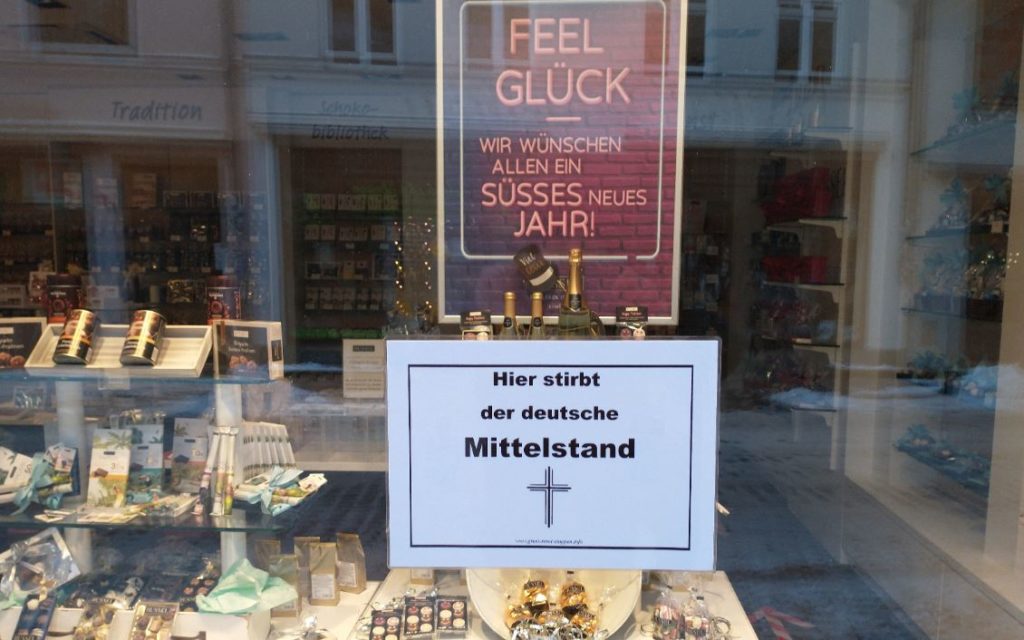 FEEL
GLÜCK
WIR WÜNSCHEN
ALLEN EIN
SÜSSES NEUES
JAHR!
Tradition
Schoko-
bibliothek
Hier stirbt
der deutsche
Mittelstand